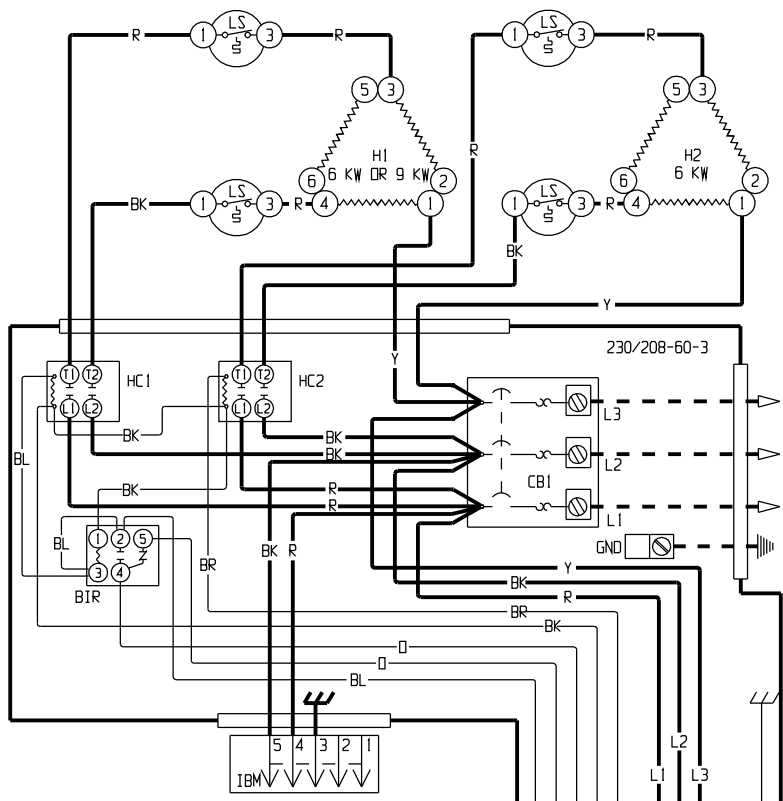 LS LS
1 3 1 3
R R R
5 3 5 3
H1 H2
R
6 KW OR 9 KW 6 KW
6 2 6 2
LS LS
BK 1 3 R 4 1 1 3 R 4 1
BK
Y
230/208-60-3
Y
T1 T2 HC1 T1 T2 HC2
L1 L2 L1 L2
L3
BK BK
BL BK L2
CB1
BK R
R L1
1 2 5
BL BK R GND
3 4 BR Y
BK
BIR R
BR
BK
O
O
BL
5 4 3 2 1
L2
IBM L1 L3